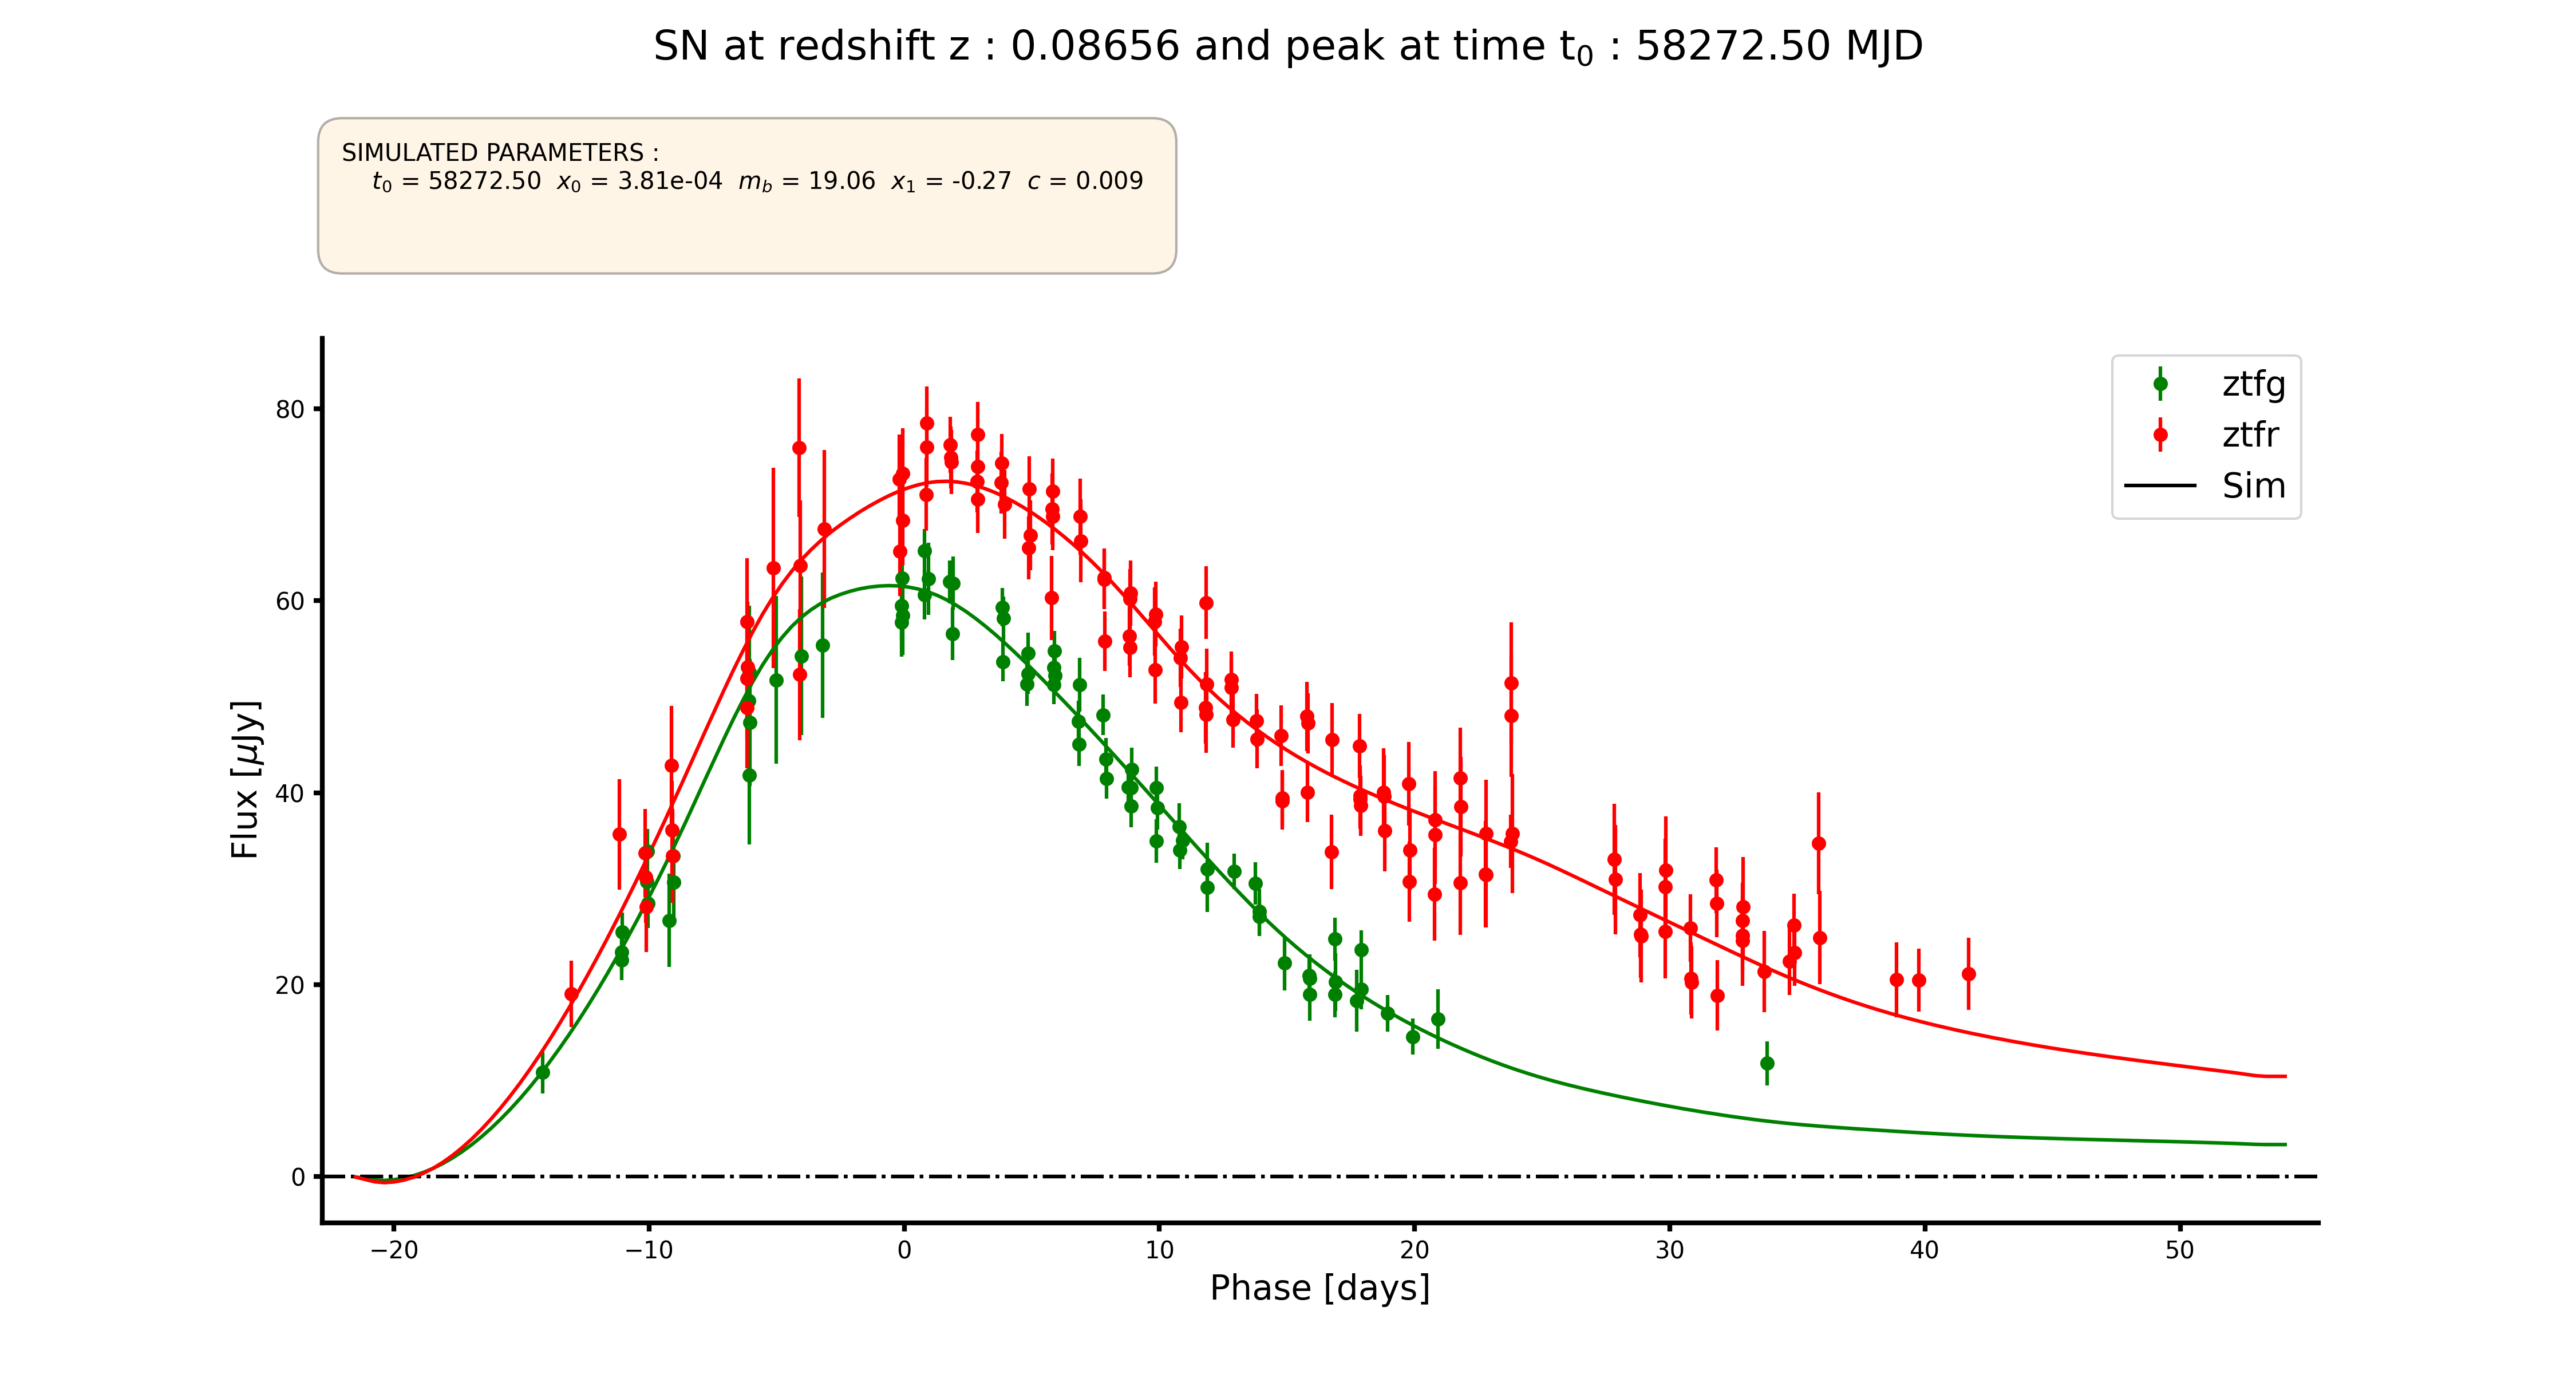 SN at redshift z : 0.08656 and peak at time t₀ : 58272.50 MJD
SIMULATED PARAMETERS :
t₀ = 58272.50 x₀ = 3.81e-04 m_b = 19.06 x₁ = -0.27 c = 0.009
ztfg
ztfr
Sim
80
60
40
20
0
Flux [μJy]
−20 −10 0 10 20 30 40 50
Phase [days]